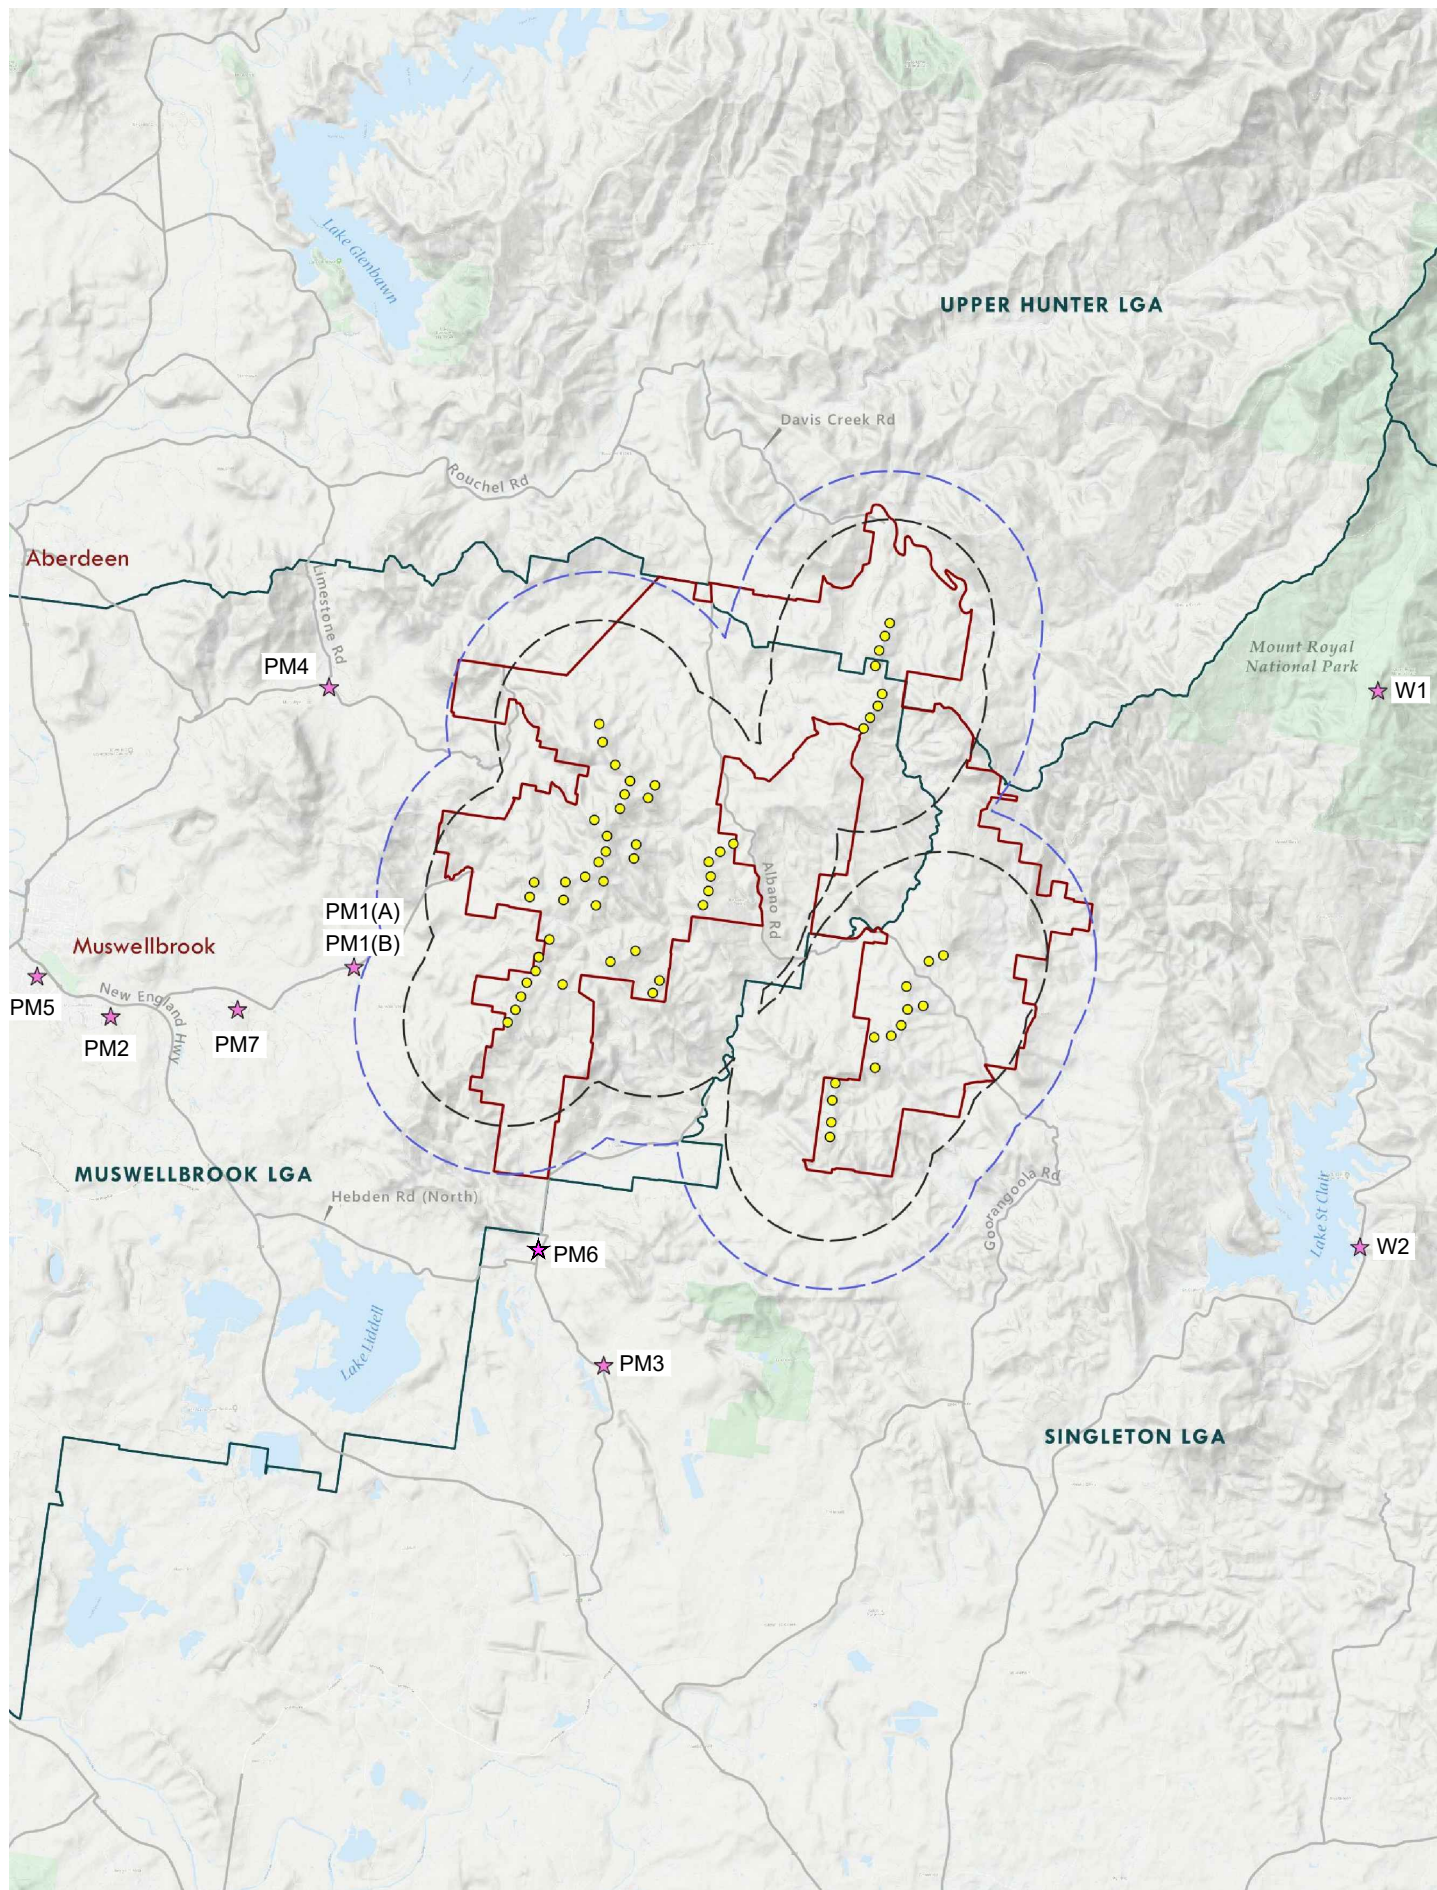 Lake Glenbawn
UPPER HUNTER LGA
Davis Creek Rd
Rouchel Rd
Aberdeen
Limestone Rd
Mount Royal
National Park
PM4
W1
Albano Rd
PM1(A)
PM1(B)
Muswellbrook
PM5
New England Hwy
PM2
PM7
MUSWELLBROOK LGA
Hebden Rd (North)
Goorangoola Rd
Lake St Clair
W2
PM6
Lake Liddell
PM3
SINGLETON LGA